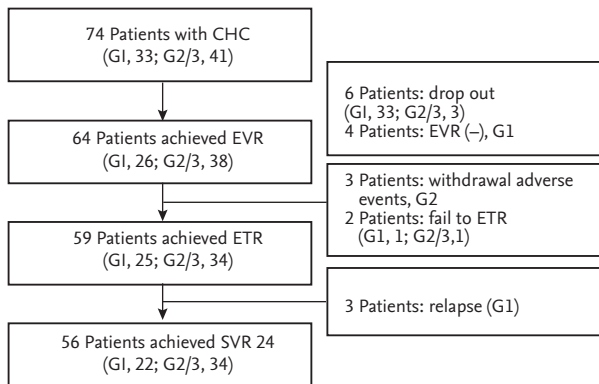 74 Patients with CHC
(GI, 33; G2/3, 41)
6 Patients: drop out
(GI, 33; G2/3, 3)
4 Patients: EVR (–), G1
64 Patients achieved EVR
(GI, 26; G2/3, 38)
3 Patients: withdrawal adverse
events, G2
2 Patients: fail to ETR
(G1, 1; G2/3,1)
59 Patients achieved ETR
(GI, 25; G2/3, 34)
3 Patients: relapse (G1)
56 Patients achieved SVR 24
(GI, 22; G2/3, 34)